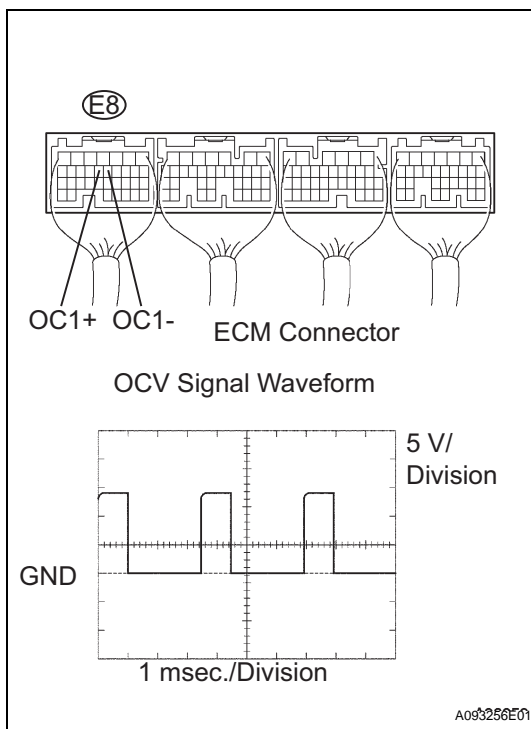 E8
OC1+ OC1-
ECM Connector
OCV Signal Waveform
5 V/
Division
GND
1 msec./Division
A093256E01